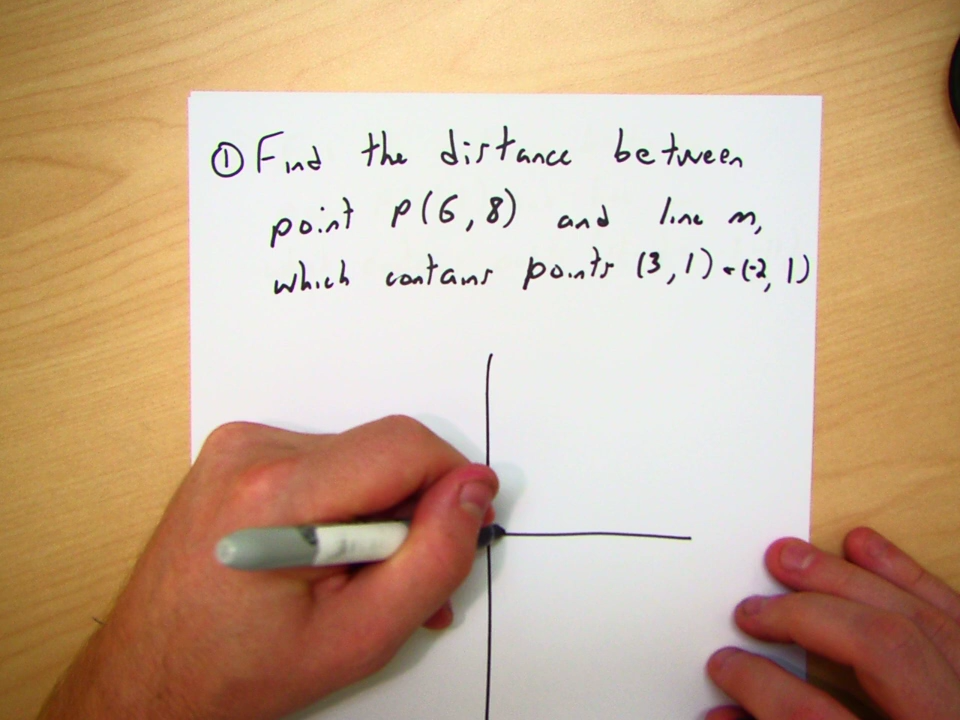 ① Find the distance between
point P(6,8) and line m,
which contains points (3,1) + (-2, 1)